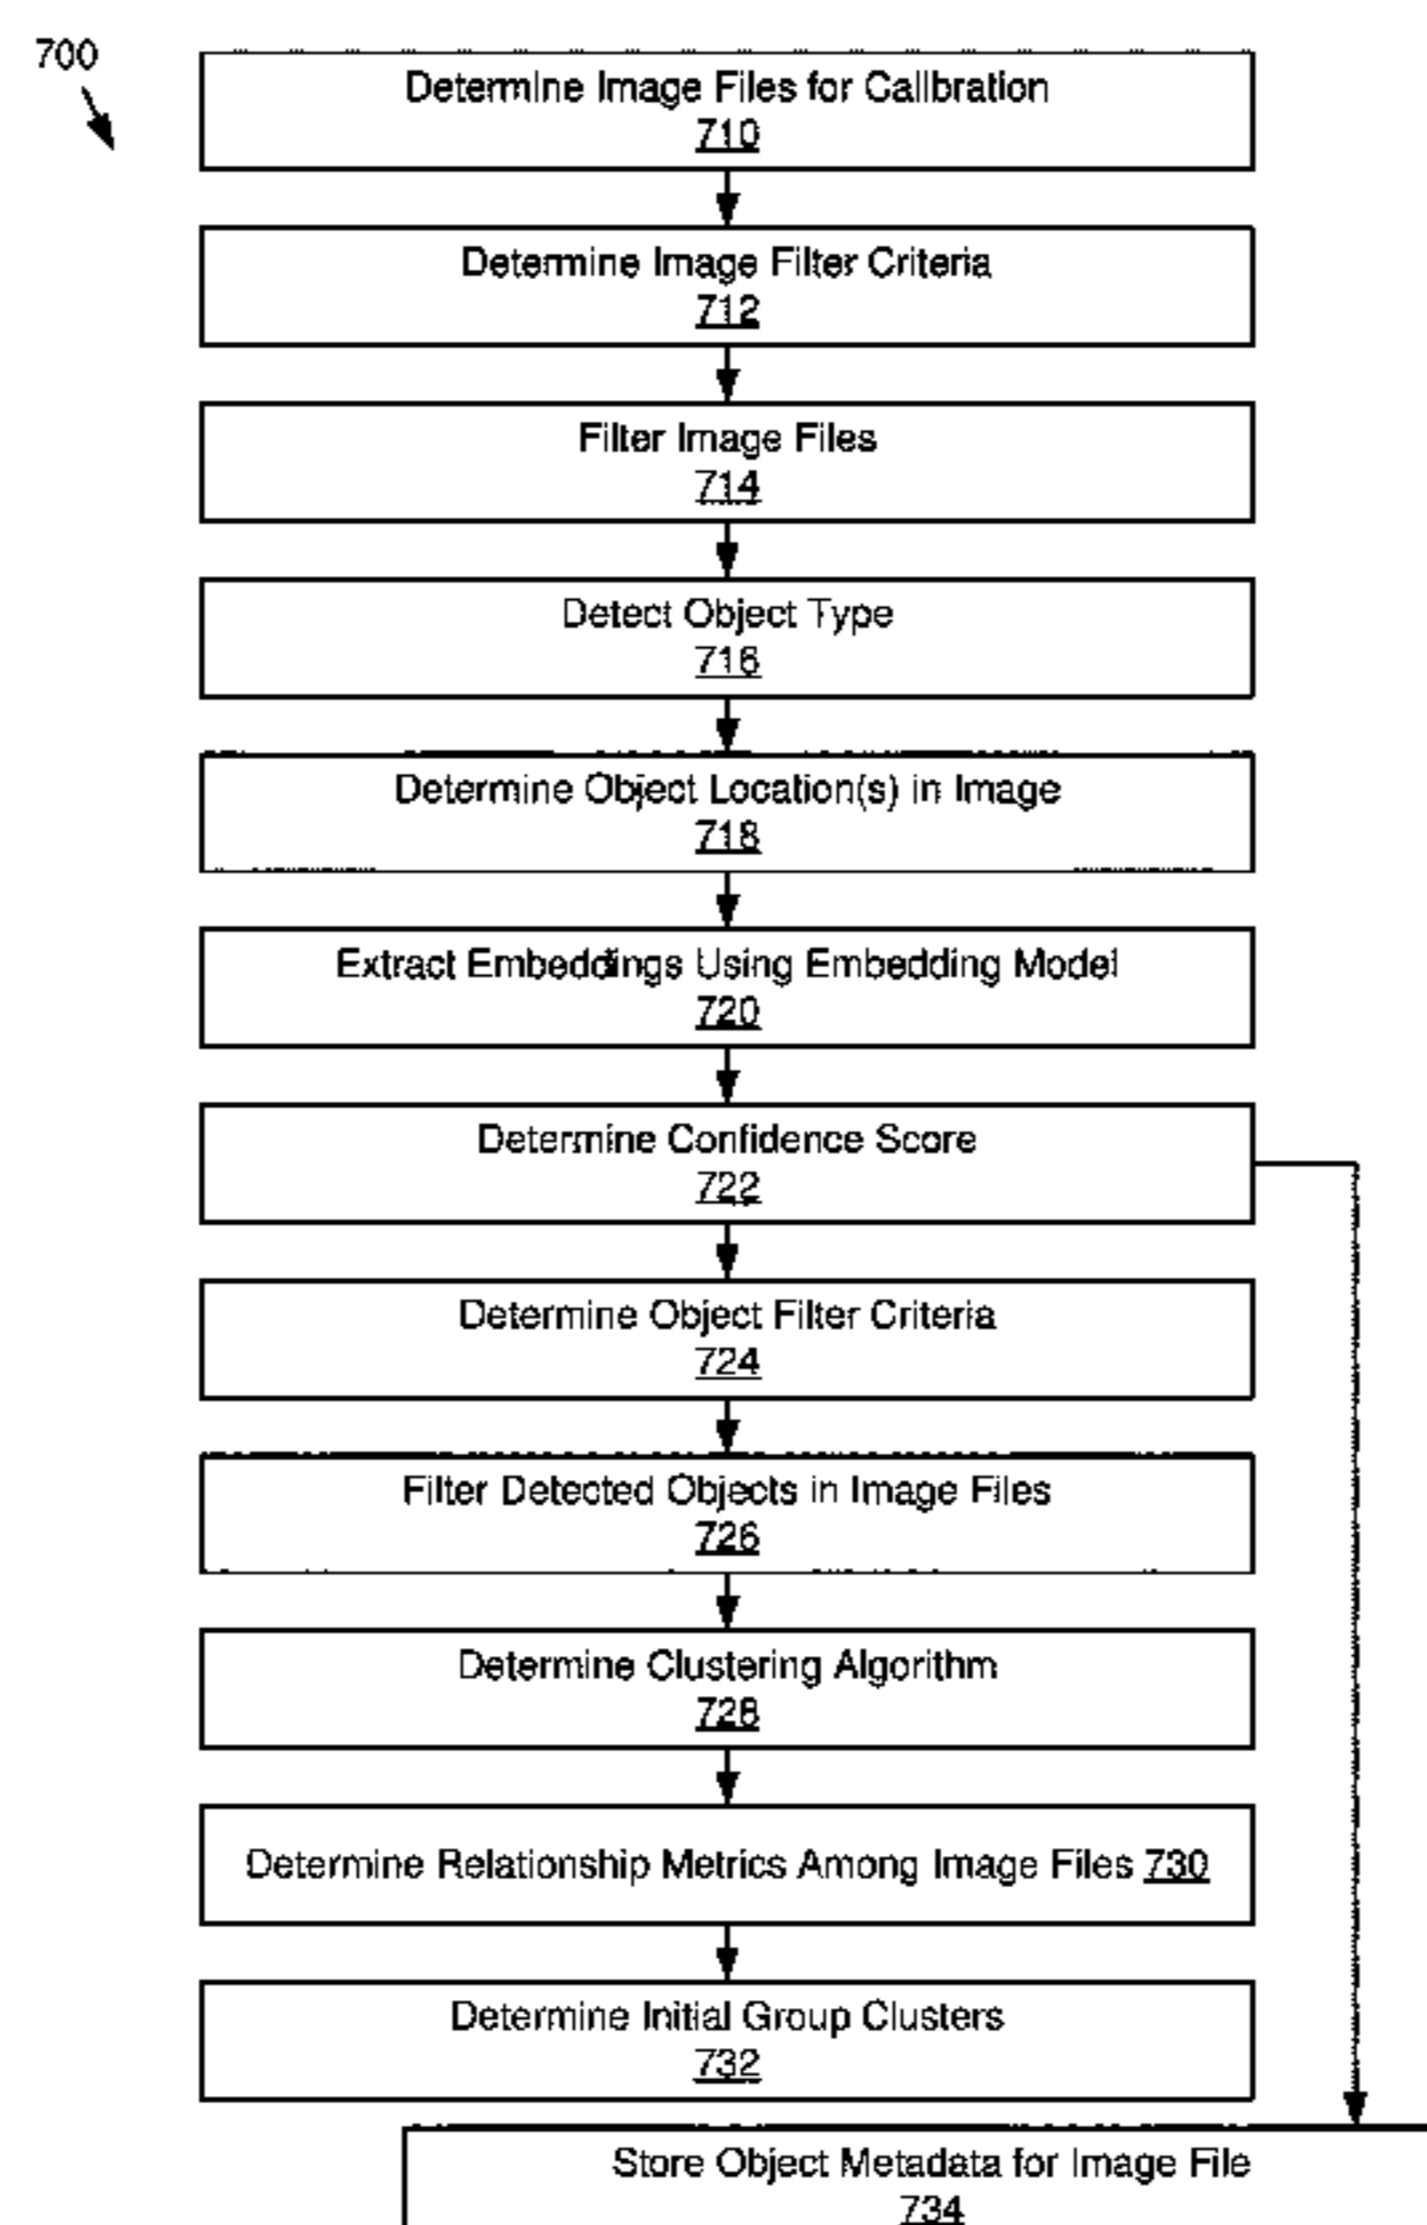 700
Determine Image Files for Calibration
710
Determine Image Filter Criteria
712
Filter Image Files
714
Detect Object Type
716
Determine Object Location(s) in Image
718
Extract Embeddings Using Embedding Model
720
Determine Confidence Score
722
Determine Object Filter Criteria
724
Filter Detected Objects in Image Files
726
Determine Clustering Algorithm
728
Determine Relationship Metrics Among Image Files 730
Determine Initial Group Clusters
732
Store Object Metadata for Image File
734